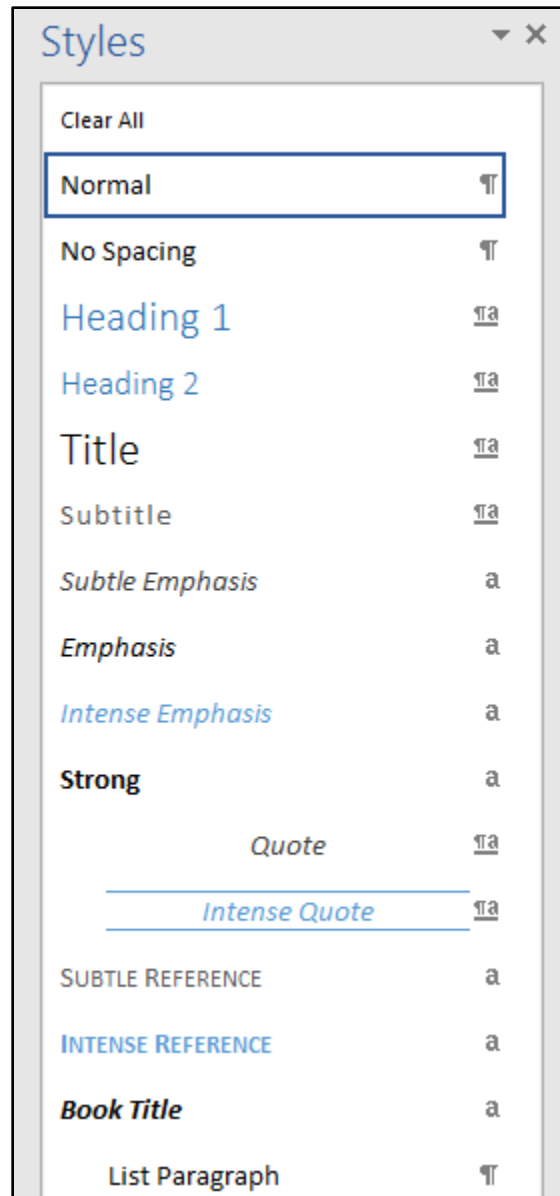 Styles
Clear All
Normal ¶
No Spacing ¶
Heading 1 ¶a
Heading 2 ¶a
Title ¶a
Subtitle ¶a
Subtle Emphasis a
Emphasis a
Intense Emphasis a
Strong a
Quote ¶a
Intense Quote ¶a
SUBTLE REFERENCE a
INTENSE REFERENCE a
Book Title a
List Paragraph ¶